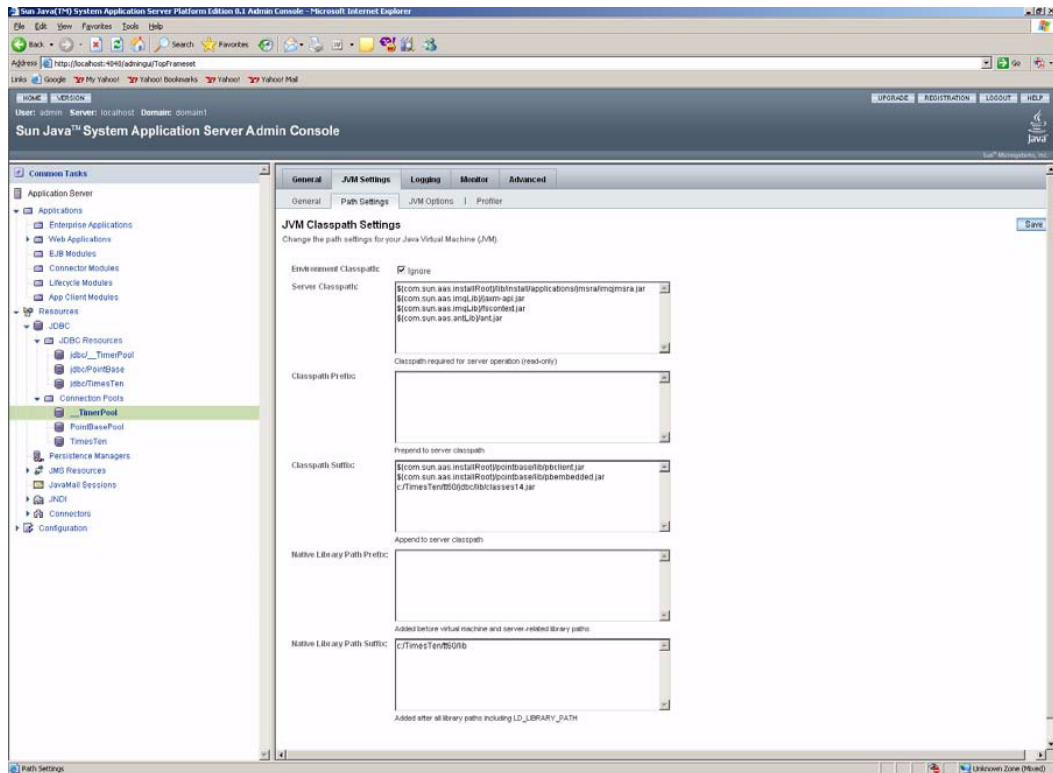 Sun Java(TM) System Application Server Platform Edition 8.1 Admin Console - Microsoft Internet Explorer
File Edit View Favorites Tools Help
Back Search Favorites
Address http://localhost:4848/admingui/TopFrameset Go
Links Google My Yahoo! Yahoo! Bookmarks Yahoo! Yahoo! Mail
HOME VERSION UPGRADE REGISTRATION LOGOUT HELP
User: admin Server: localhost Domain: domain1
Sun Java™ System Application Server Admin Console
Java
Sun™ Microsystems, Inc.
Common Tasks
Application Server
Applications
Enterprise Applications
Web Applications
EJB Modules
Connector Modules
Lifecycle Modules
App Client Modules
Resources
JDBC
JDBC Resources
jdbc/__TimerPool
jdbc/PointBase
jdbc/TimesTen
Connection Pools
__TimerPool
PointBasePool
TimesTen
Persistence Managers
JMS Resources
JavaMail Sessions
JNDI
Connectors
Configuration
General JVM Settings Logging Monitor Advanced
General Path Settings JVM Options | Profiler
JVM Classpath Settings
Save
Change the path settings for your Java Virtual Machine (JVM).
Environment Classpath: Ignore
Server Classpath:
${com.sun.aas.installRoot}/lib/install/applications/jmsra/imqjmsra.jar
${com.sun.aas.imqLib}/jaxm-api.jar
${com.sun.aas.imqLib}/fscontext.jar
${com.sun.aas.antLib}/ant.jar
Classpath required for server operation (read-only)
Classpath Prefix:
Prepend to server classpath
Classpath Suffix:
${com.sun.aas.installRoot}/pointbase/lib/pbclient.jar
${com.sun.aas.installRoot}/pointbase/lib/pbembedded.jar
c:/TimesTen/tt60/jdbc/lib/classes14.jar
Append to server classpath
Native Library Path Prefix:
Added before virtual machine and server-related library paths
Native Library Path Suffix:
c:/TimesTen/tt60/lib
Added after all library paths including LD_LIBRARY_PATH
Path Settings
Unknown Zone (Mixed)